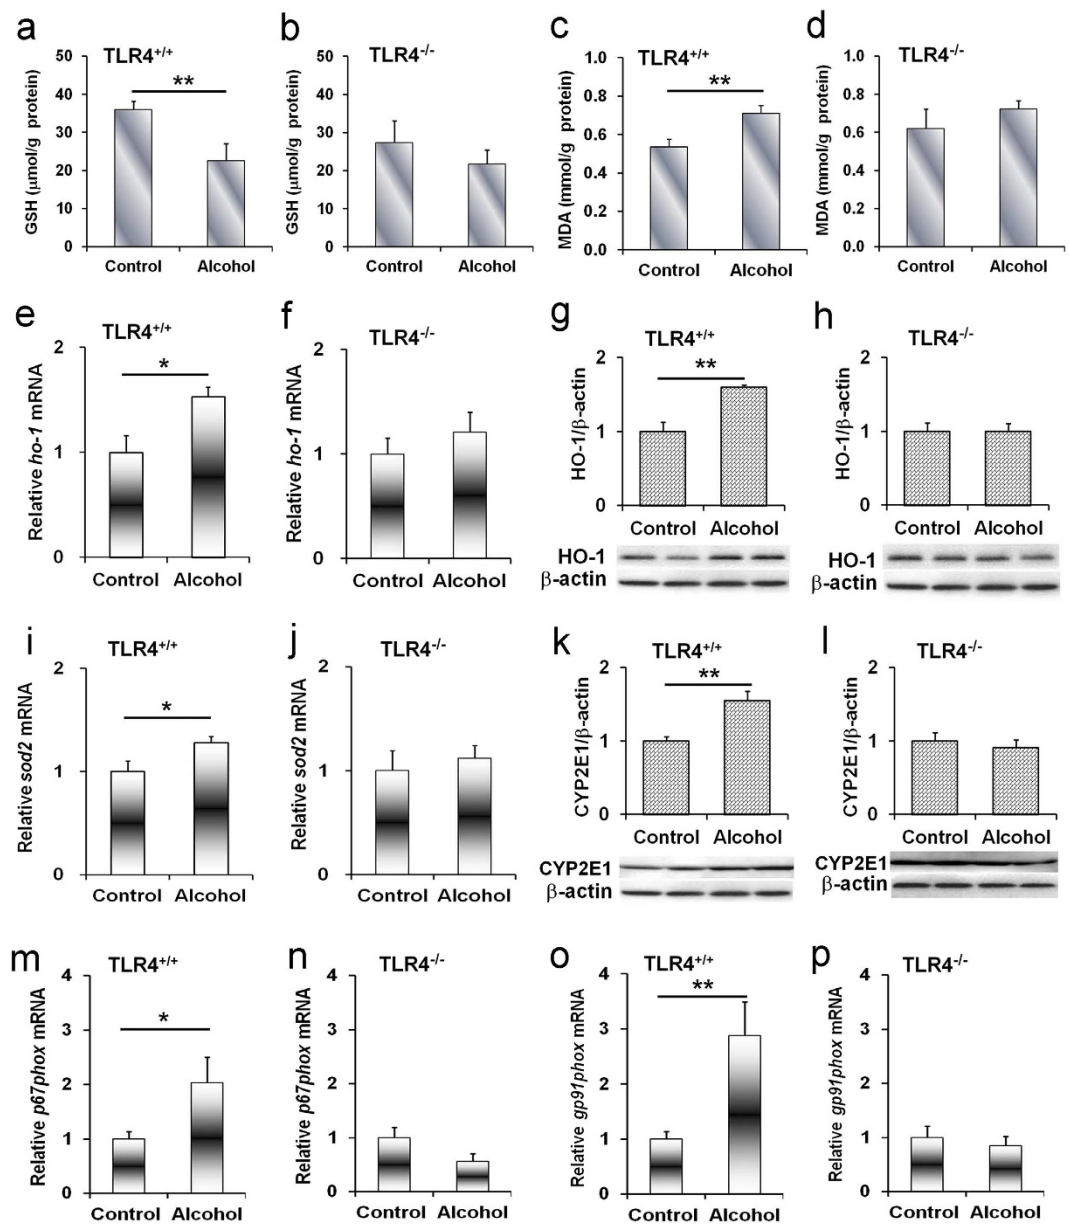 a
TLR4+/+
GSH (μmol/g protein)
50
40
30
20
10
0
**
Control Alcohol
b
TLR4-/-
GSH (μmol/g protein)
50
40
30
20
10
0
Control Alcohol
c
TLR4+/+
MDA (mmol/g protein)
1.0
0.8
0.6
0.4
0.2
0.0
**
Control Alcohol
d
TLR4-/-
MDA (mmol/g protein)
1.0
0.8
0.6
0.4
0.2
0.0
Control Alcohol
e
TLR4+/+
Relative ho-1 mRNA
2
1
0
*
Control Alcohol
f
TLR4-/-
Relative ho-1 mRNA
2
1
0
Control Alcohol
g
TLR4+/+
HO-1/β-actin
2
1
0
**
Control Alcohol
HO-1
β-actin
h
TLR4-/-
HO-1/β-actin
2
1
0
Control Alcohol
HO-1
β-actin
i
TLR4+/+
Relative sod2 mRNA
2
1
0
*
Control Alcohol
j
TLR4-/-
Relative sod2 mRNA
2
1
0
Control Alcohol
k
TLR4+/+
CYP2E1/β-actin
2
1
0
**
Control Alcohol
CYP2E1
β-actin
l
TLR4-/-
CYP2E1/β-actin
2
1
0
Control Alcohol
CYP2E1
β-actin
m
TLR4+/+
Relative p67phox mRNA
4
3
2
1
0
*
Control Alcohol
n
TLR4-/-
Relative p67phox mRNA
4
3
2
1
0
Control Alcohol
o
TLR4+/+
Relative gp91phox mRNA
4
3
2
1
0
**
Control Alcohol
p
TLR4-/-
Relative gp91phox mRNA
4
3
2
1
0
Control Alcohol